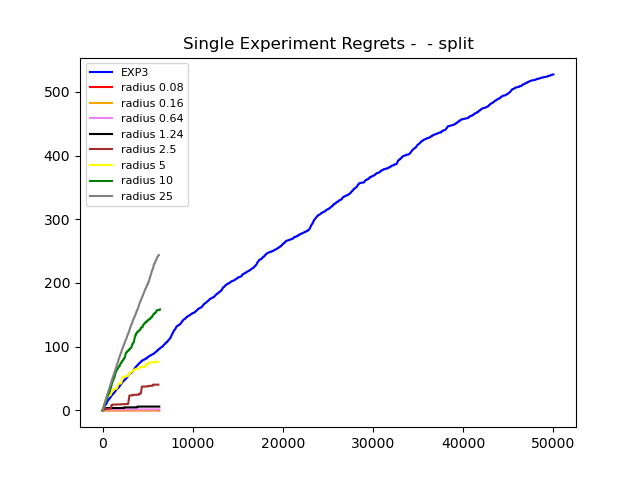 Single Experiment Regrets -  - split
EXP3
radius 0.08
radius 0.16
radius 0.64
radius 1.24
radius 2.5
radius 5
radius 10
radius 25
500
400
300
200
100
0
0 10000 20000 30000 40000 50000